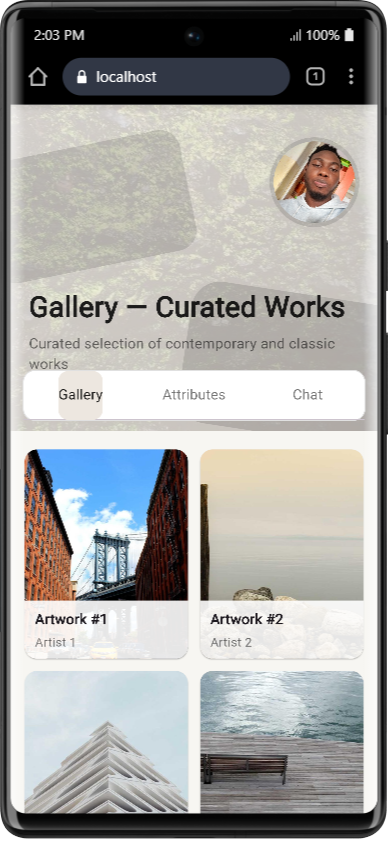 2:03 PM 100%
localhost 1
Gallery — Curated Works
Curated selection of contemporary and classic
works
Gallery Attributes Chat
Artwork #1 Artwork #2
Artist 1 Artist 2